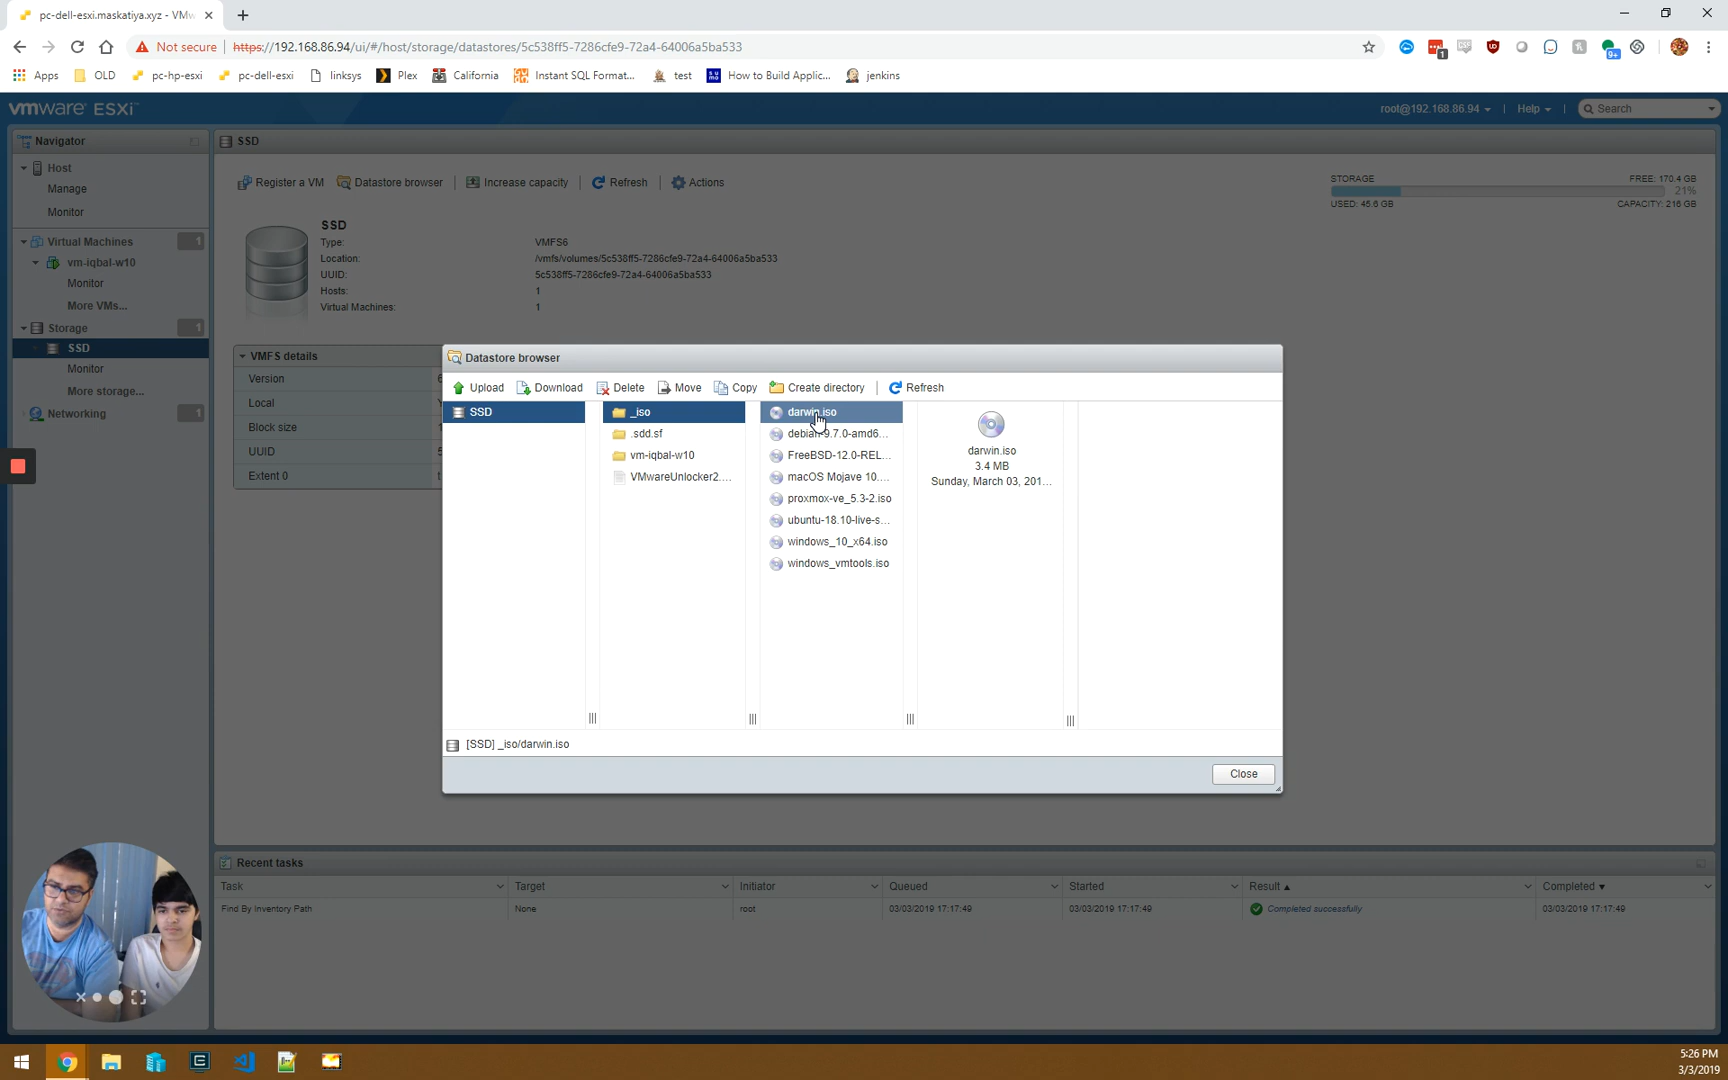 pc-dell-esxi.maskatiya.xyz - VMw
Not secure https://192.168.86.94/ui/#/host/storage/datastores/5c538ff5-7286cfe9-72a4-64006a5ba533
Apps OLD pc-hp-esxi pc-dell-esxi linksys Plex California Instant SQL Format... test How to Build Applic... jenkins
vmware ESXi
root@192.168.86.94 Help Search
Navigator
SSD
Host
Manage
Monitor
Virtual Machines 1
vm-iqbal-w10
Monitor
More VMs...
Storage 1
SSD
Monitor
More storage...
Networking 1
Register a VM Datastore browser Increase capacity Refresh Actions
STORAGE FREE: 170.4 GB
21%
USED: 45.6 GB CAPACITY: 216 GB
SSD
Type: VMFS6
Location: /vmfs/volumes/5c538ff5-7286cfe9-72a4-64006a5ba533
UUID: 5c538ff5-7286cfe9-72a4-64006a5ba533
Hosts: 1
Virtual Machines: 1
VMFS details
Version 6
Local
Block size
UUID 5
Extent 0
Datastore browser
Upload Download Delete Move Copy Create directory Refresh
SSD
_iso
.sdd.sf
vm-iqbal-w10
VMwareUnlocker2....
darwin.iso
debian-9.7.0-amd6...
FreeBSD-12.0-REL...
macOS Mojave 10....
proxmox-ve_5.3-2.iso
ubuntu-18.10-live-s...
windows_10_x64.iso
windows_vmtools.iso
darwin.iso
3.4 MB
Sunday, March 03, 201...
[SSD] _iso/darwin.iso
Close
Recent tasks
Task Target Initiator Queued Started Result Completed
Find By Inventory Path None root 03/03/2019 17:17:49 03/03/2019 17:17:49 Completed successfully 03/03/2019 17:17:49
5:26 PM
3/3/2019